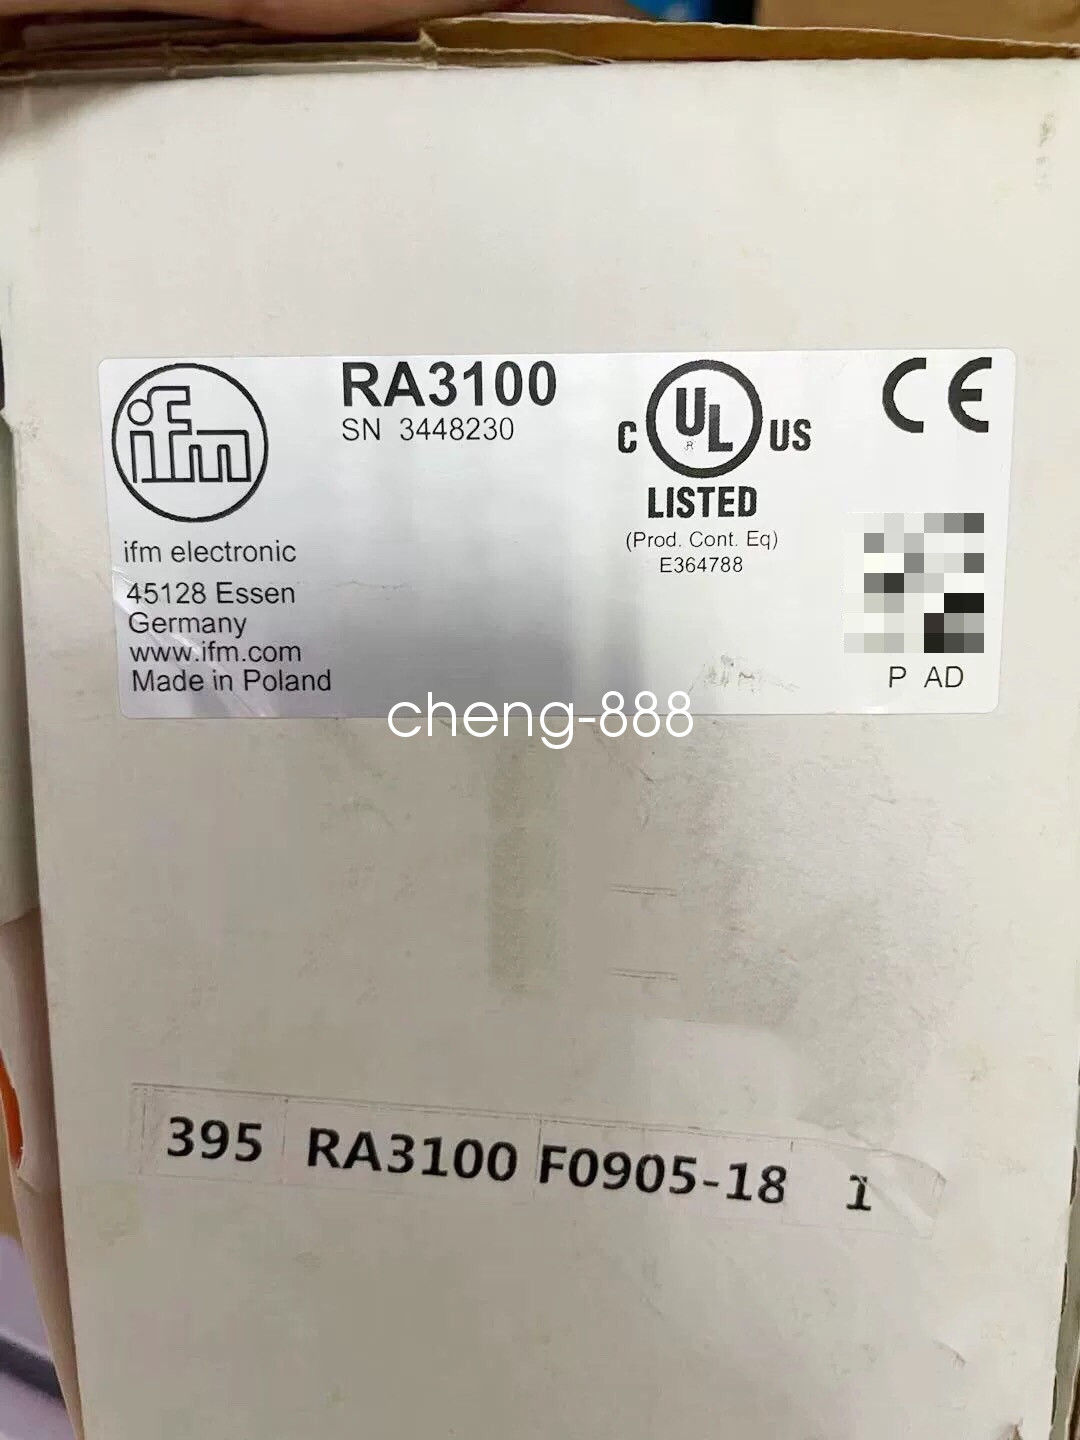 ifm
RA3100
SN 3448230
C UL US
R
LISTED
(Prod. Cont. Eq)
E364788
CE
ifm electronic
45128 Essen
Germany
www.ifm.com
Made in Poland
P AD
cheng-888
395 RA3100 F0905-18 1